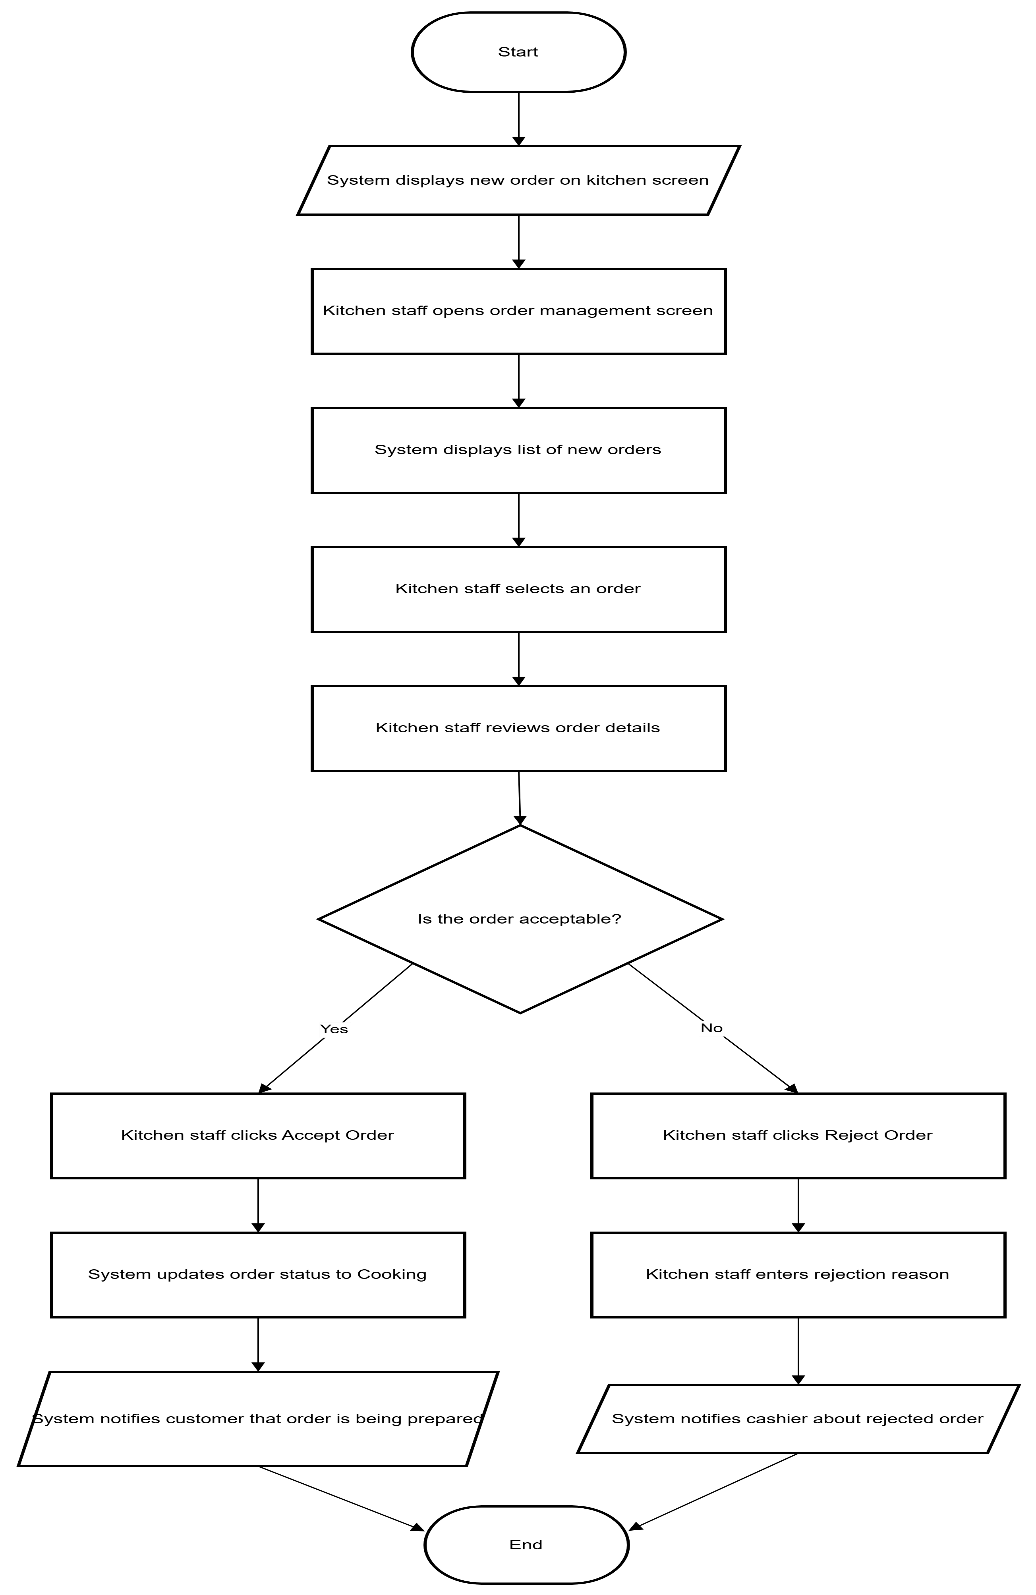 Start
System displays new order on kitchen screen
Kitchen staff opens order management screen
System displays list of new orders
Kitchen staff selects an order
Kitchen staff reviews order details
Is the order acceptable?
Yes
No
Kitchen staff clicks Accept Order
Kitchen staff clicks Reject Order
System updates order status to Cooking
Kitchen staff enters rejection reason
System notifies customer that order is being prepared
System notifies cashier about rejected order
End